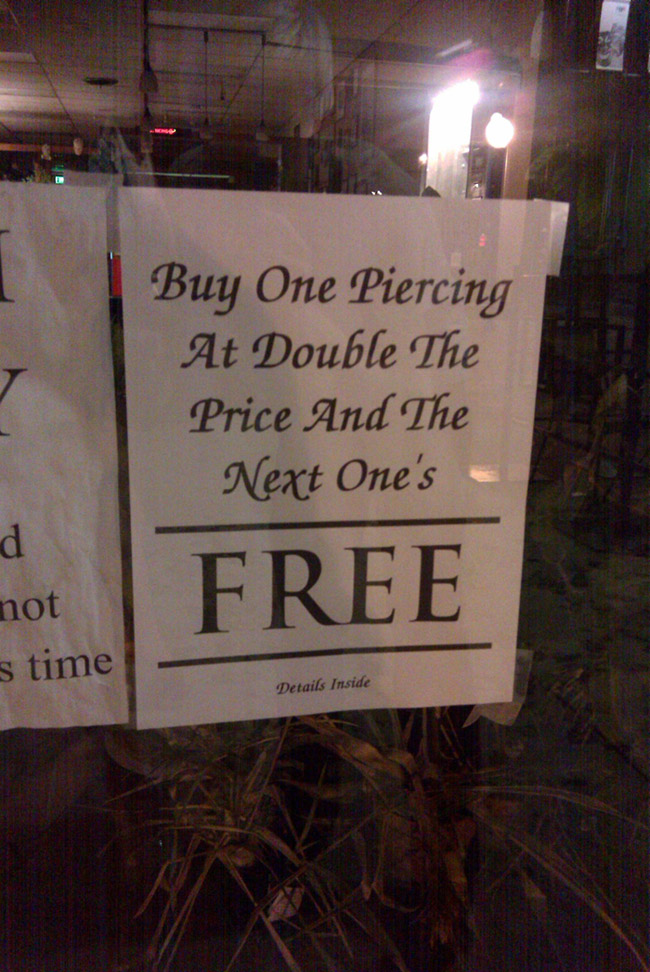 Buy One Piercing
At Double The
Price And The
Next One's
FREE
Details Inside
Y
d
not
s time